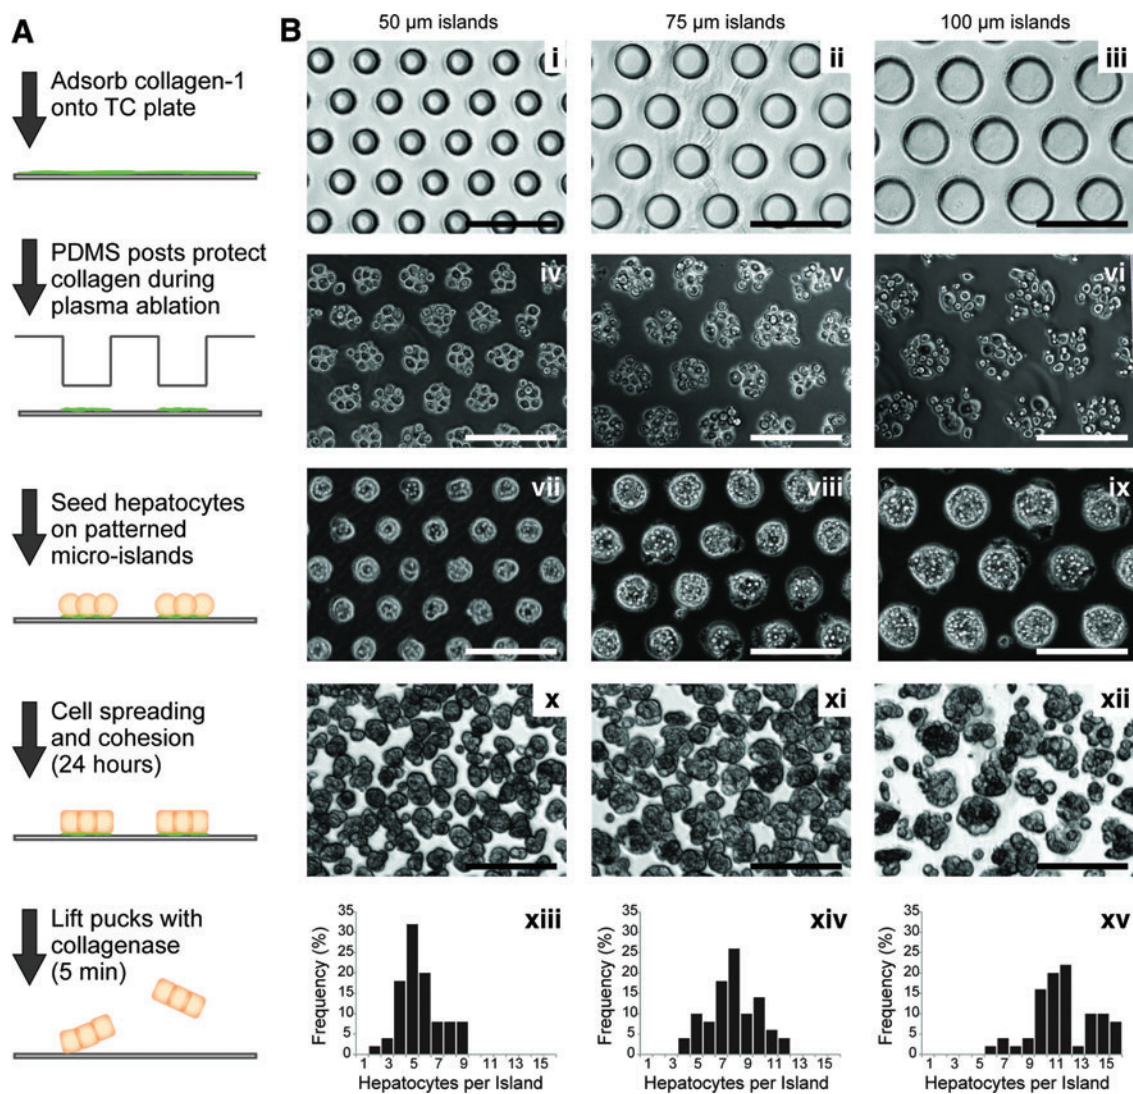 A
Adsorb collagen-1
onto TC plate
PDMS posts protect
collagen during
plasma ablation
Seed hepatocytes
on patterned
micro-islands
Cell spreading
and cohesion
(24 hours)
Lift pucks with
collagenase
(5 min)
B
50 µm islands 75 µm islands 100 µm islands
i ii iii
iv v vi
vii viii ix
x xi xii
xiii
Frequency (%)
35
30
25
20
15
10
5
0
1 3 5 7 9 11 13 15
Hepatocytes per Island
xiv
Frequency (%)
35
30
25
20
15
10
5
0
1 3 5 7 9 11 13 15
Hepatocytes per Island
xv
Frequency (%)
35
30
25
20
15
10
5
0
1 3 5 7 9 11 13 15
Hepatocytes per Island